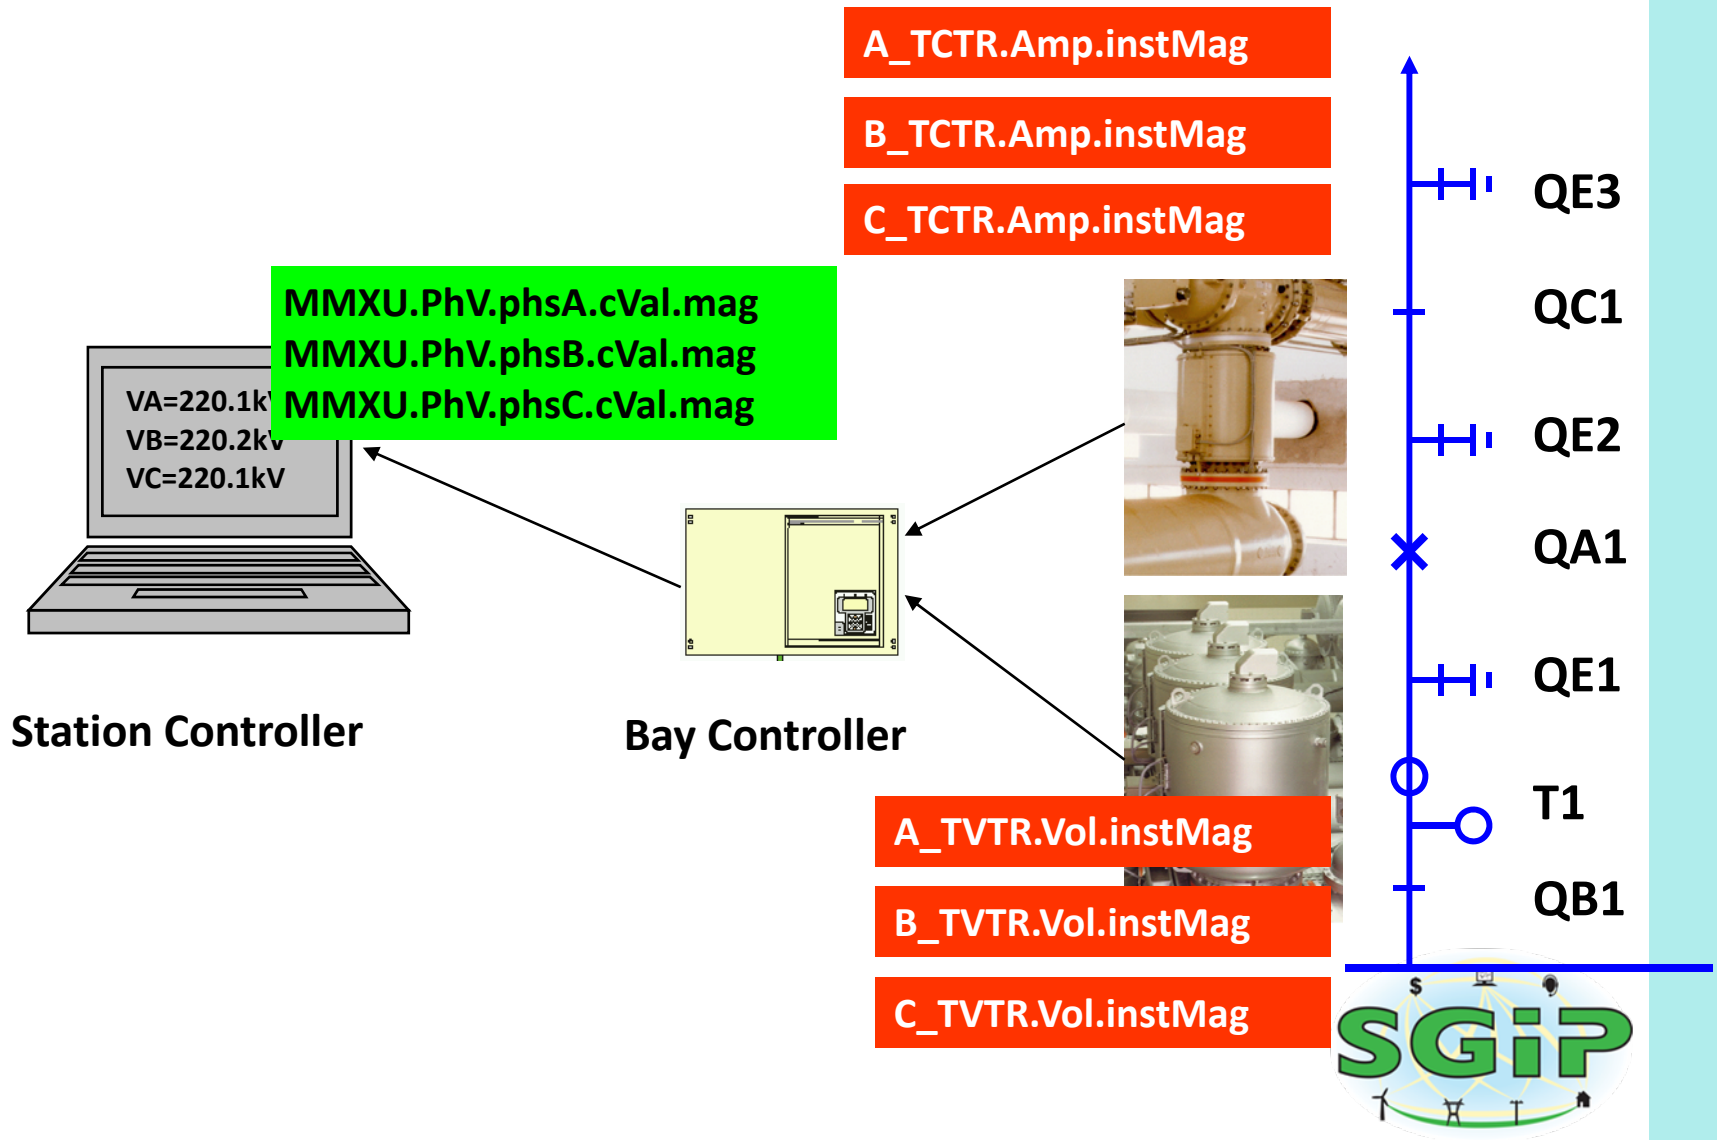 A_TCTR.Amp.instMag
B_TCTR.Amp.instMag
C_TCTR.Amp.instMag
QE3
QC1
MMXU.PhV.phsA.cVal.mag
MMXU.PhV.phsB.cVal.mag
MMXU.PhV.phsC.cVal.mag
VA=220.1kV
VB=220.2kV
VC=220.1kV
QE2
QA1
QE1
Station Controller
Bay Controller
T1
A_TVTR.Vol.instMag
QB1
B_TVTR.Vol.instMag
C_TVTR.Vol.instMag
$
SGiP